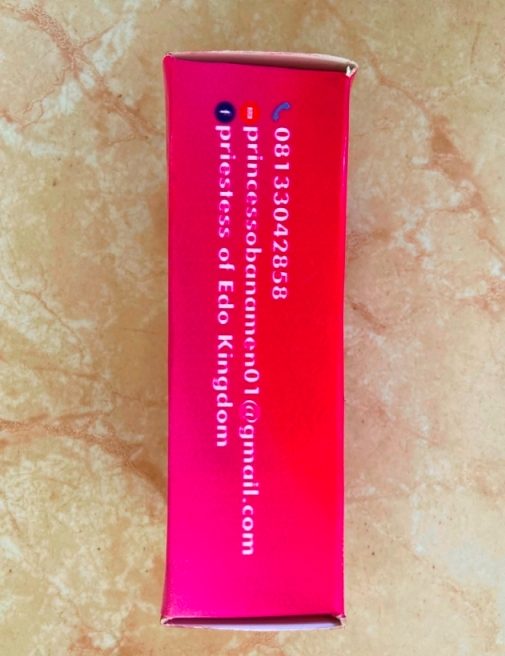 08133042858
princessobanamen01@gmail.com
priestess of Edo Kingdom